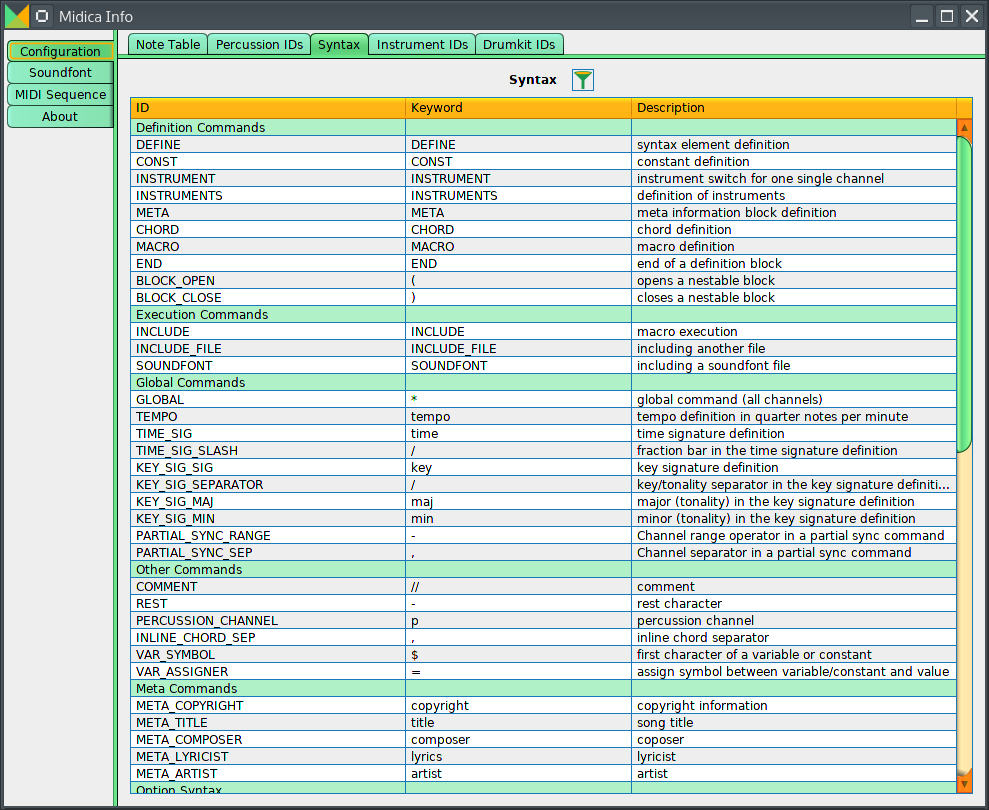 Midica Info
Note Table Percussion IDs Syntax Instrument IDs Drumkit IDs
Configuration
Soundfont
MIDI Sequence
About
Syntax
ID Keyword Description
Definition Commands
DEFINE DEFINE syntax element definition
CONST CONST constant definition
INSTRUMENT INSTRUMENT instrument switch for one single channel
INSTRUMENTS INSTRUMENTS definition of instruments
META META meta information block definition
CHORD CHORD chord definition
MACRO MACRO macro definition
END END end of a definition block
BLOCK_OPEN ( opens a nestable block
BLOCK_CLOSE ) closes a nestable block
Execution Commands
INCLUDE INCLUDE macro execution
INCLUDE_FILE INCLUDE_FILE including another file
SOUNDFONT SOUNDFONT including a soundfont file
Global Commands
GLOBAL * global command (all channels)
TEMPO tempo tempo definition in quarter notes per minute
TIME_SIG time time signature definition
TIME_SIG_SLASH / fraction bar in the time signature definition
KEY_SIG_SIG key key signature definition
KEY_SIG_SEPARATOR / key/tonality separator in the key signature definiti...
KEY_SIG_MAJ maj major (tonality) in the key signature definition
KEY_SIG_MIN min minor (tonality) in the key signature definition
PARTIAL_SYNC_RANGE - Channel range operator in a partial sync command
PARTIAL_SYNC_SEP , Channel separator in a partial sync command
Other Commands
COMMENT // comment
REST - rest character
PERCUSSION_CHANNEL p percussion channel
INLINE_CHORD_SEP , inline chord separator
VAR_SYMBOL $ first character of a variable or constant
VAR_ASSIGNER = assign symbol between variable/constant and value
Meta Commands
META_COPYRIGHT copyright copyright information
META_TITLE title song title
META_COMPOSER composer coposer
META_LYRICIST lyrics lyricist
META_ARTIST artist artist
Option Syntax